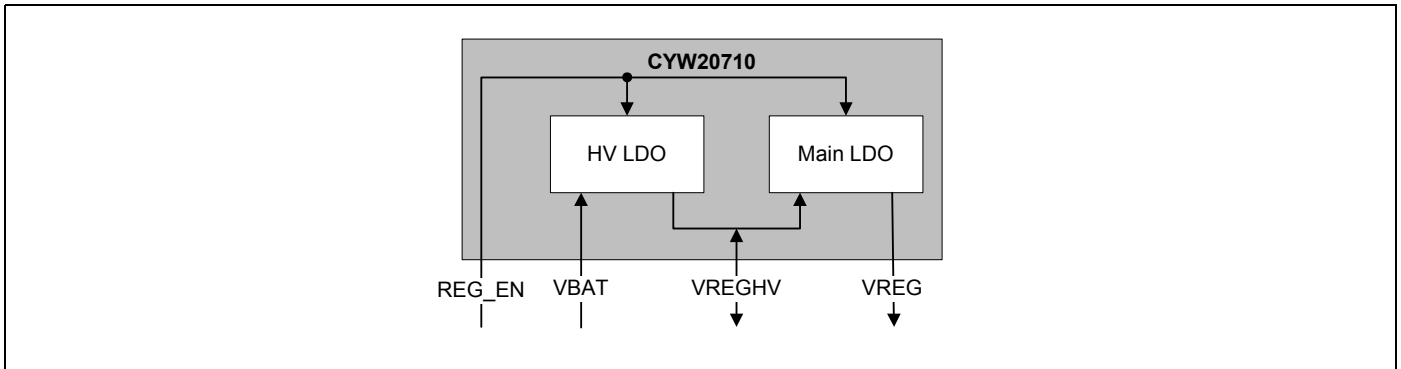 CYW20710
HV LDO
Main LDO
REG_EN
VBAT
VREGHV
VREG